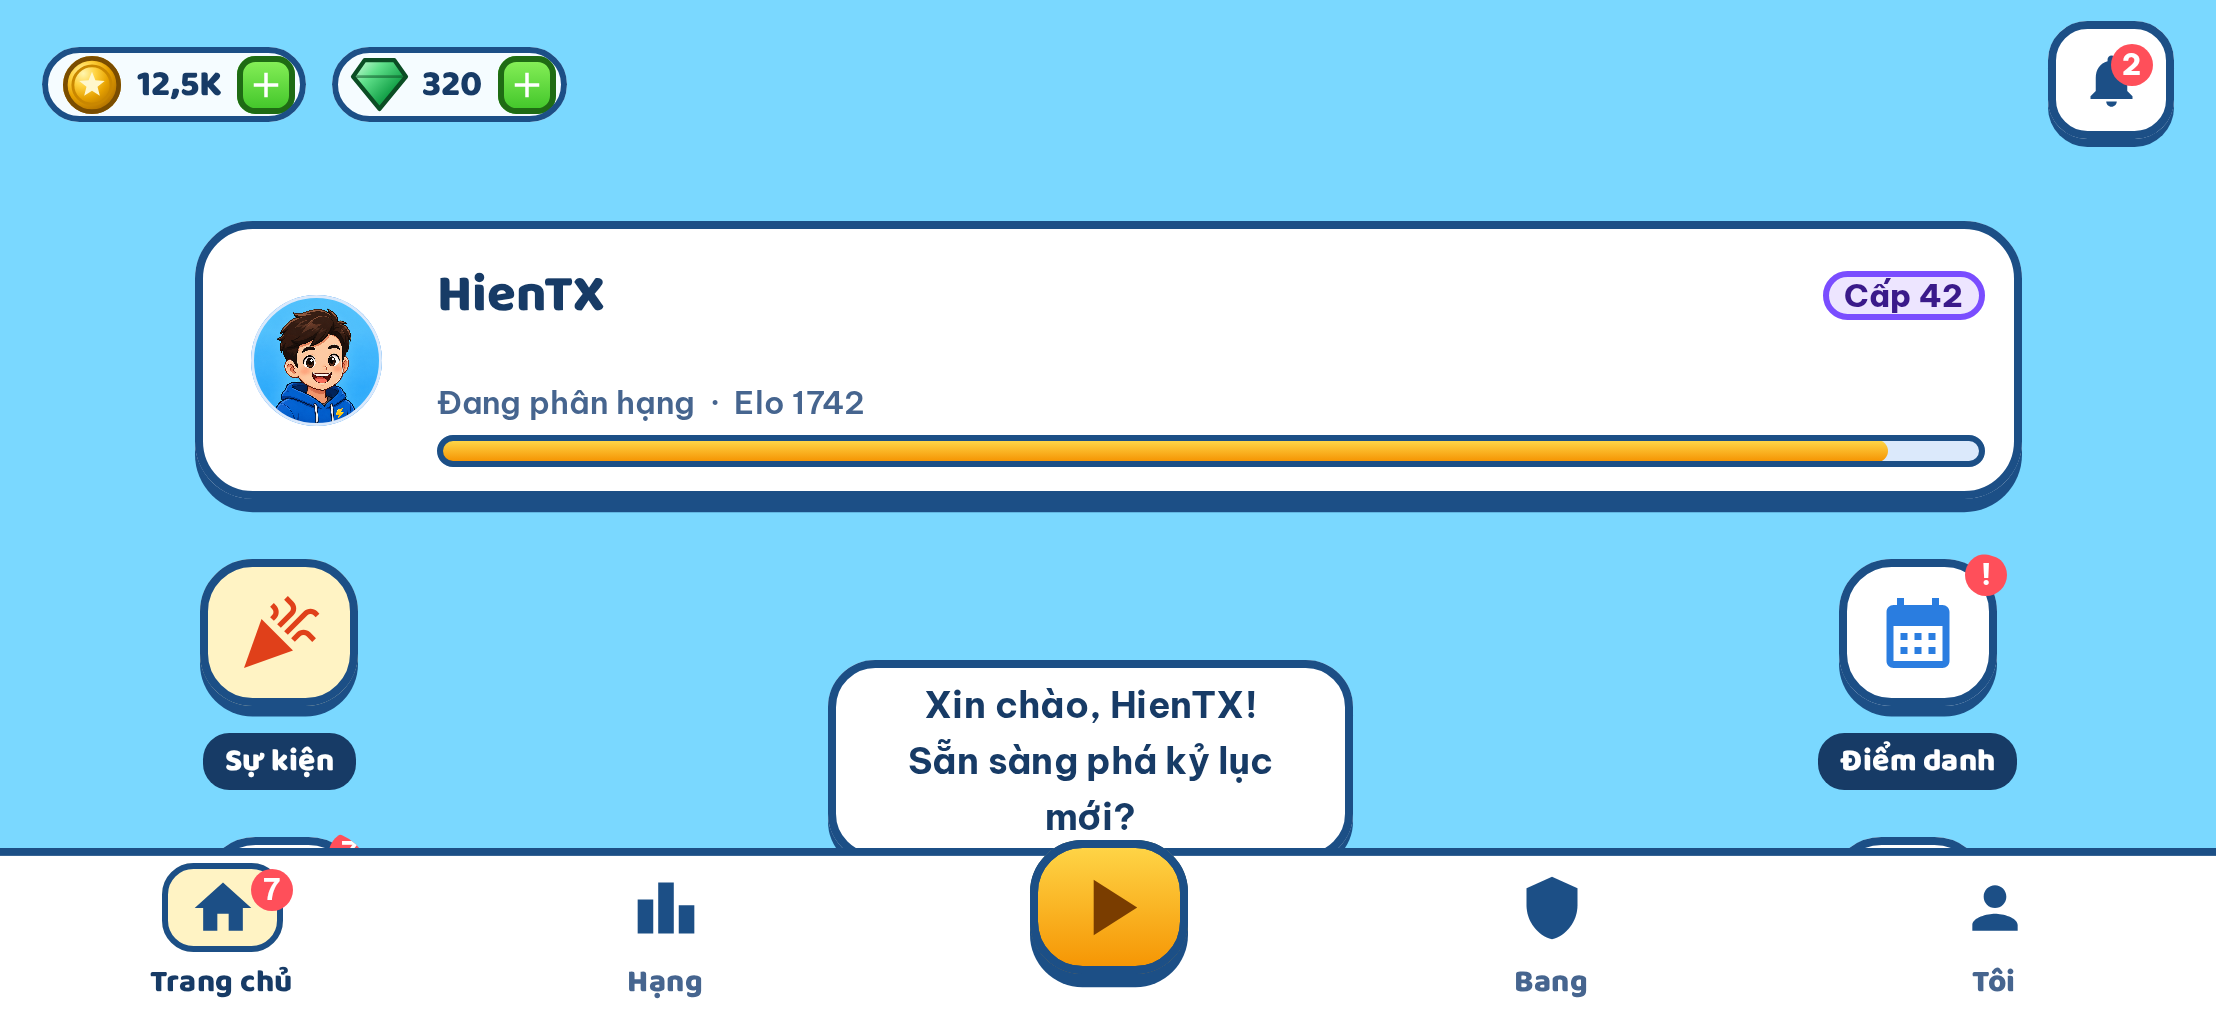 12,5K
320
2
HienTX
Cấp 42
Đang phân hạng · Elo 1742
!
Sự kiện
Điểm danh
Xin chào, HienTX!
Sẵn sàng phá kỷ lục
mới?
7
Trang chủ
Hạng
Bang
Tôi